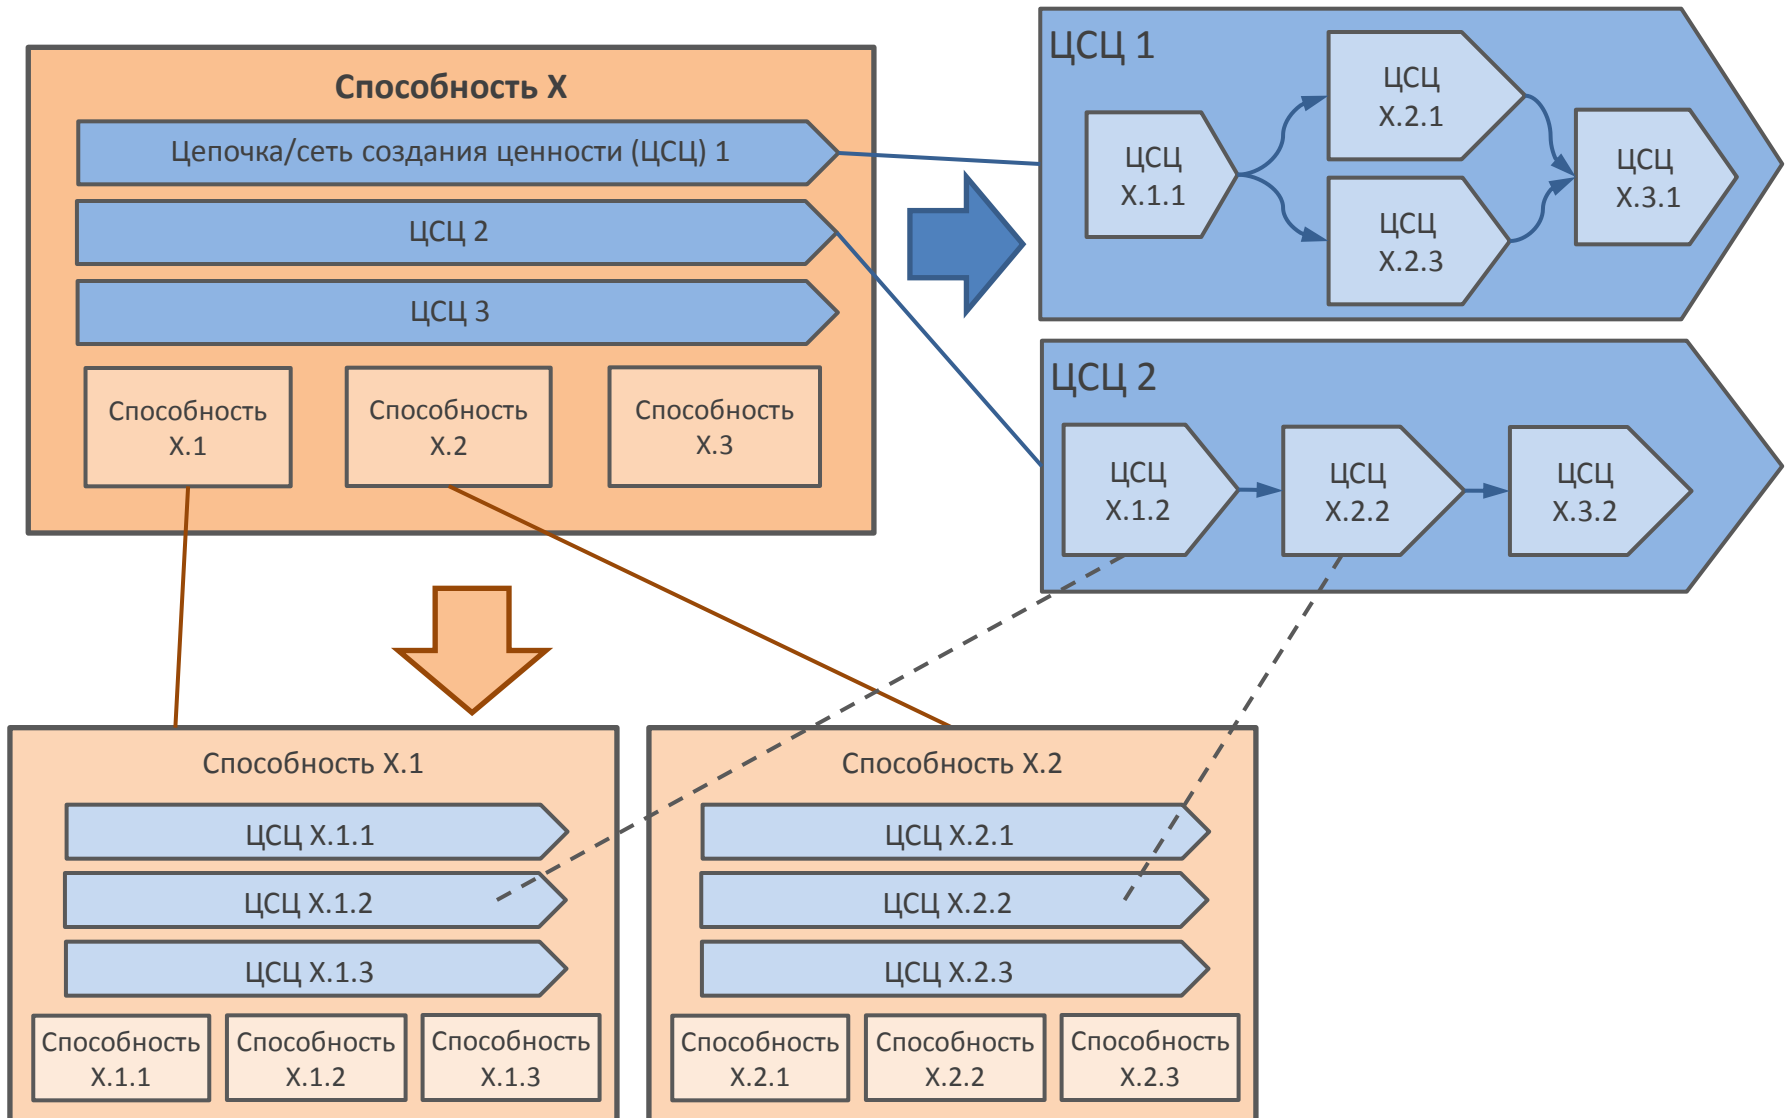 Способность X
Цепочка/сеть создания ценности (ЦСЦ) 1
ЦСЦ 2
ЦСЦ 3
Способность
X.1
Способность
X.2
Способность
X.3
ЦСЦ 1
ЦСЦ
X.1.1
ЦСЦ
X.2.1
ЦСЦ
X.2.3
ЦСЦ
X.3.1
ЦСЦ 2
ЦСЦ
X.1.2
ЦСЦ
X.2.2
ЦСЦ
X.3.2
Способность X.1
ЦСЦ X.1.1
ЦСЦ X.1.2
ЦСЦ X.1.3
Способность
X.1.1
Способность
X.1.2
Способность
X.1.3
Способность X.2
ЦСЦ X.2.1
ЦСЦ X.2.2
ЦСЦ X.2.3
Способность
X.2.1
Способность
X.2.2
Способность
X.2.3